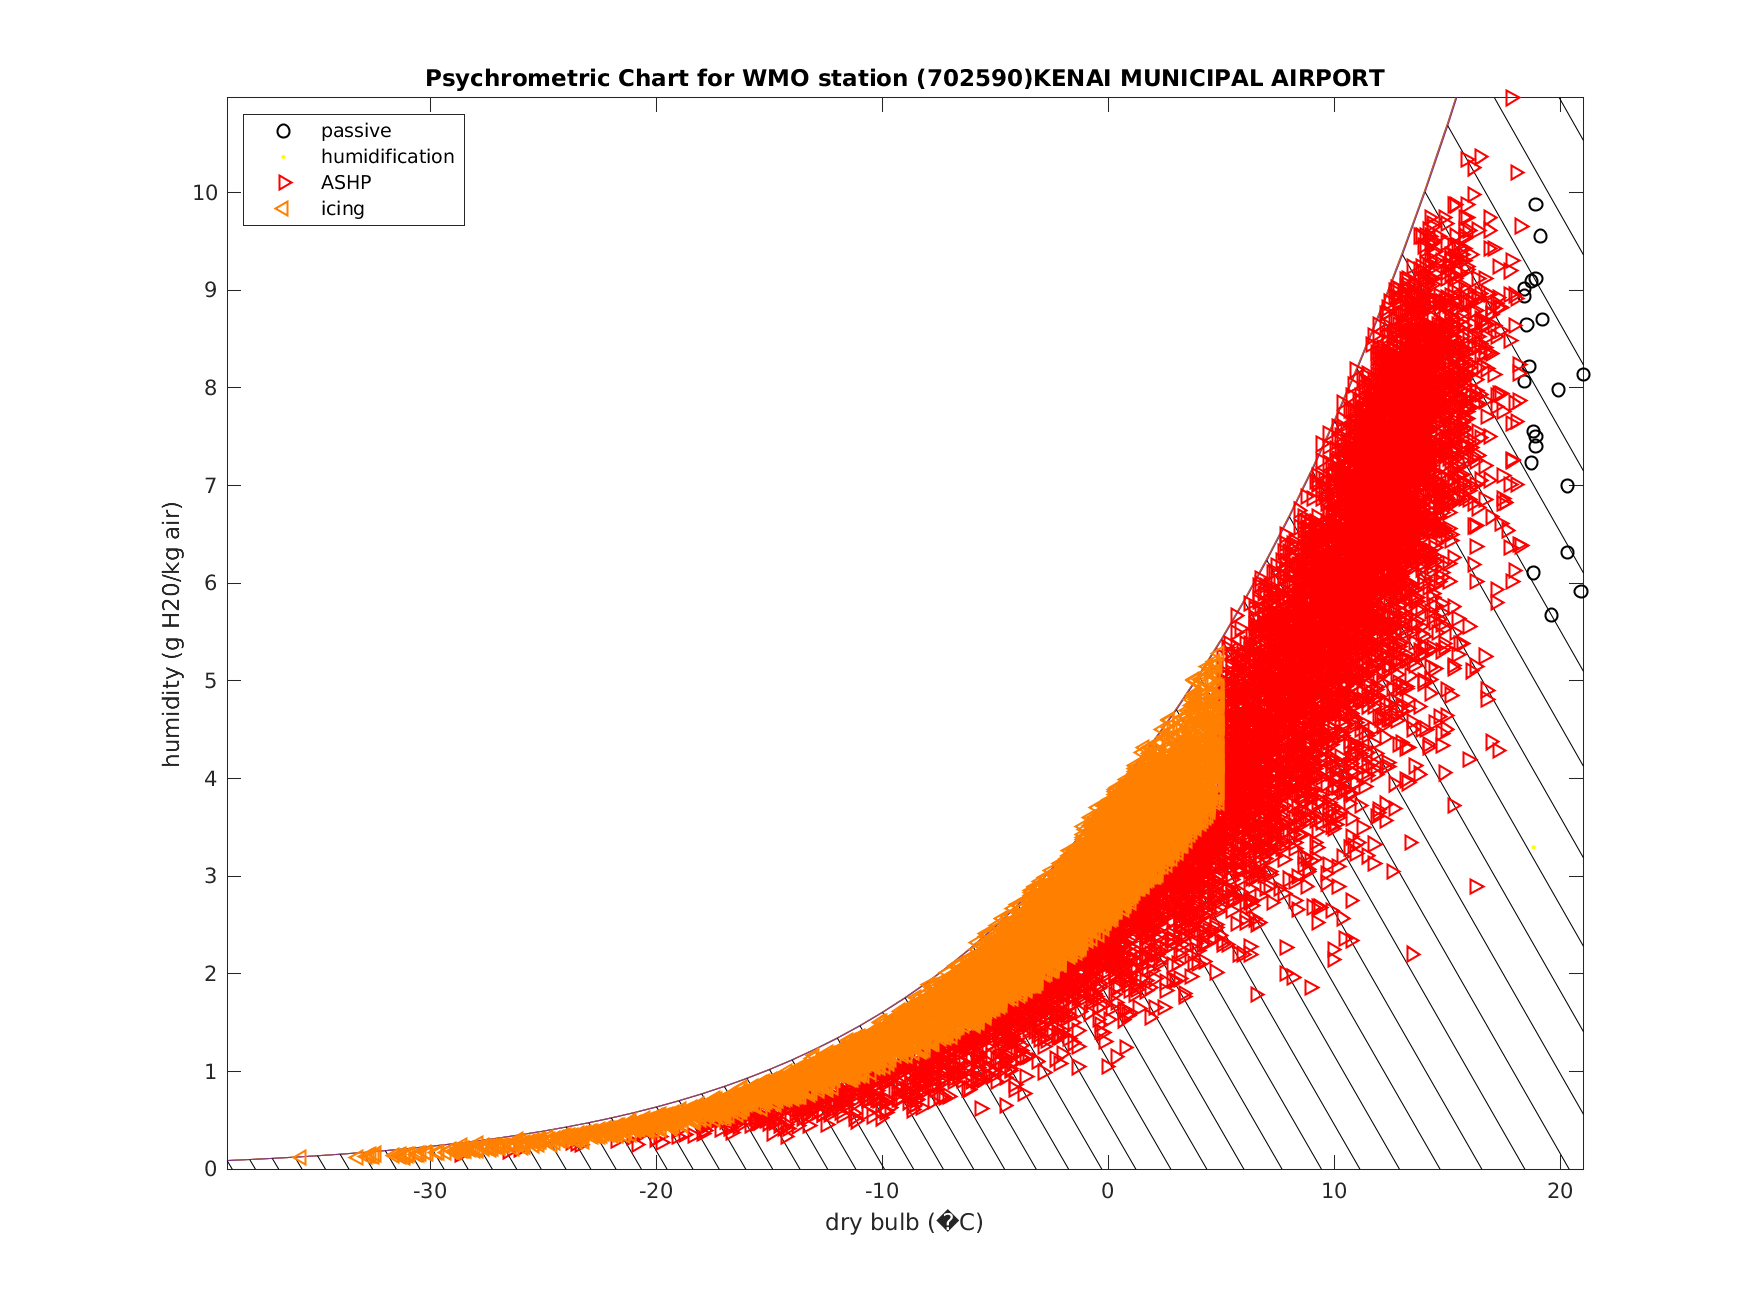 Psychrometric Chart for WMO station (702590)KENAI MUNICIPAL AIRPORT
passive
humidification
ASHP
icing
10
9
8
7
6
5
4
3
2
1
0
humidity (g H20/kg air)
-30 -20 -10 0 10 20
dry bulb (�C)